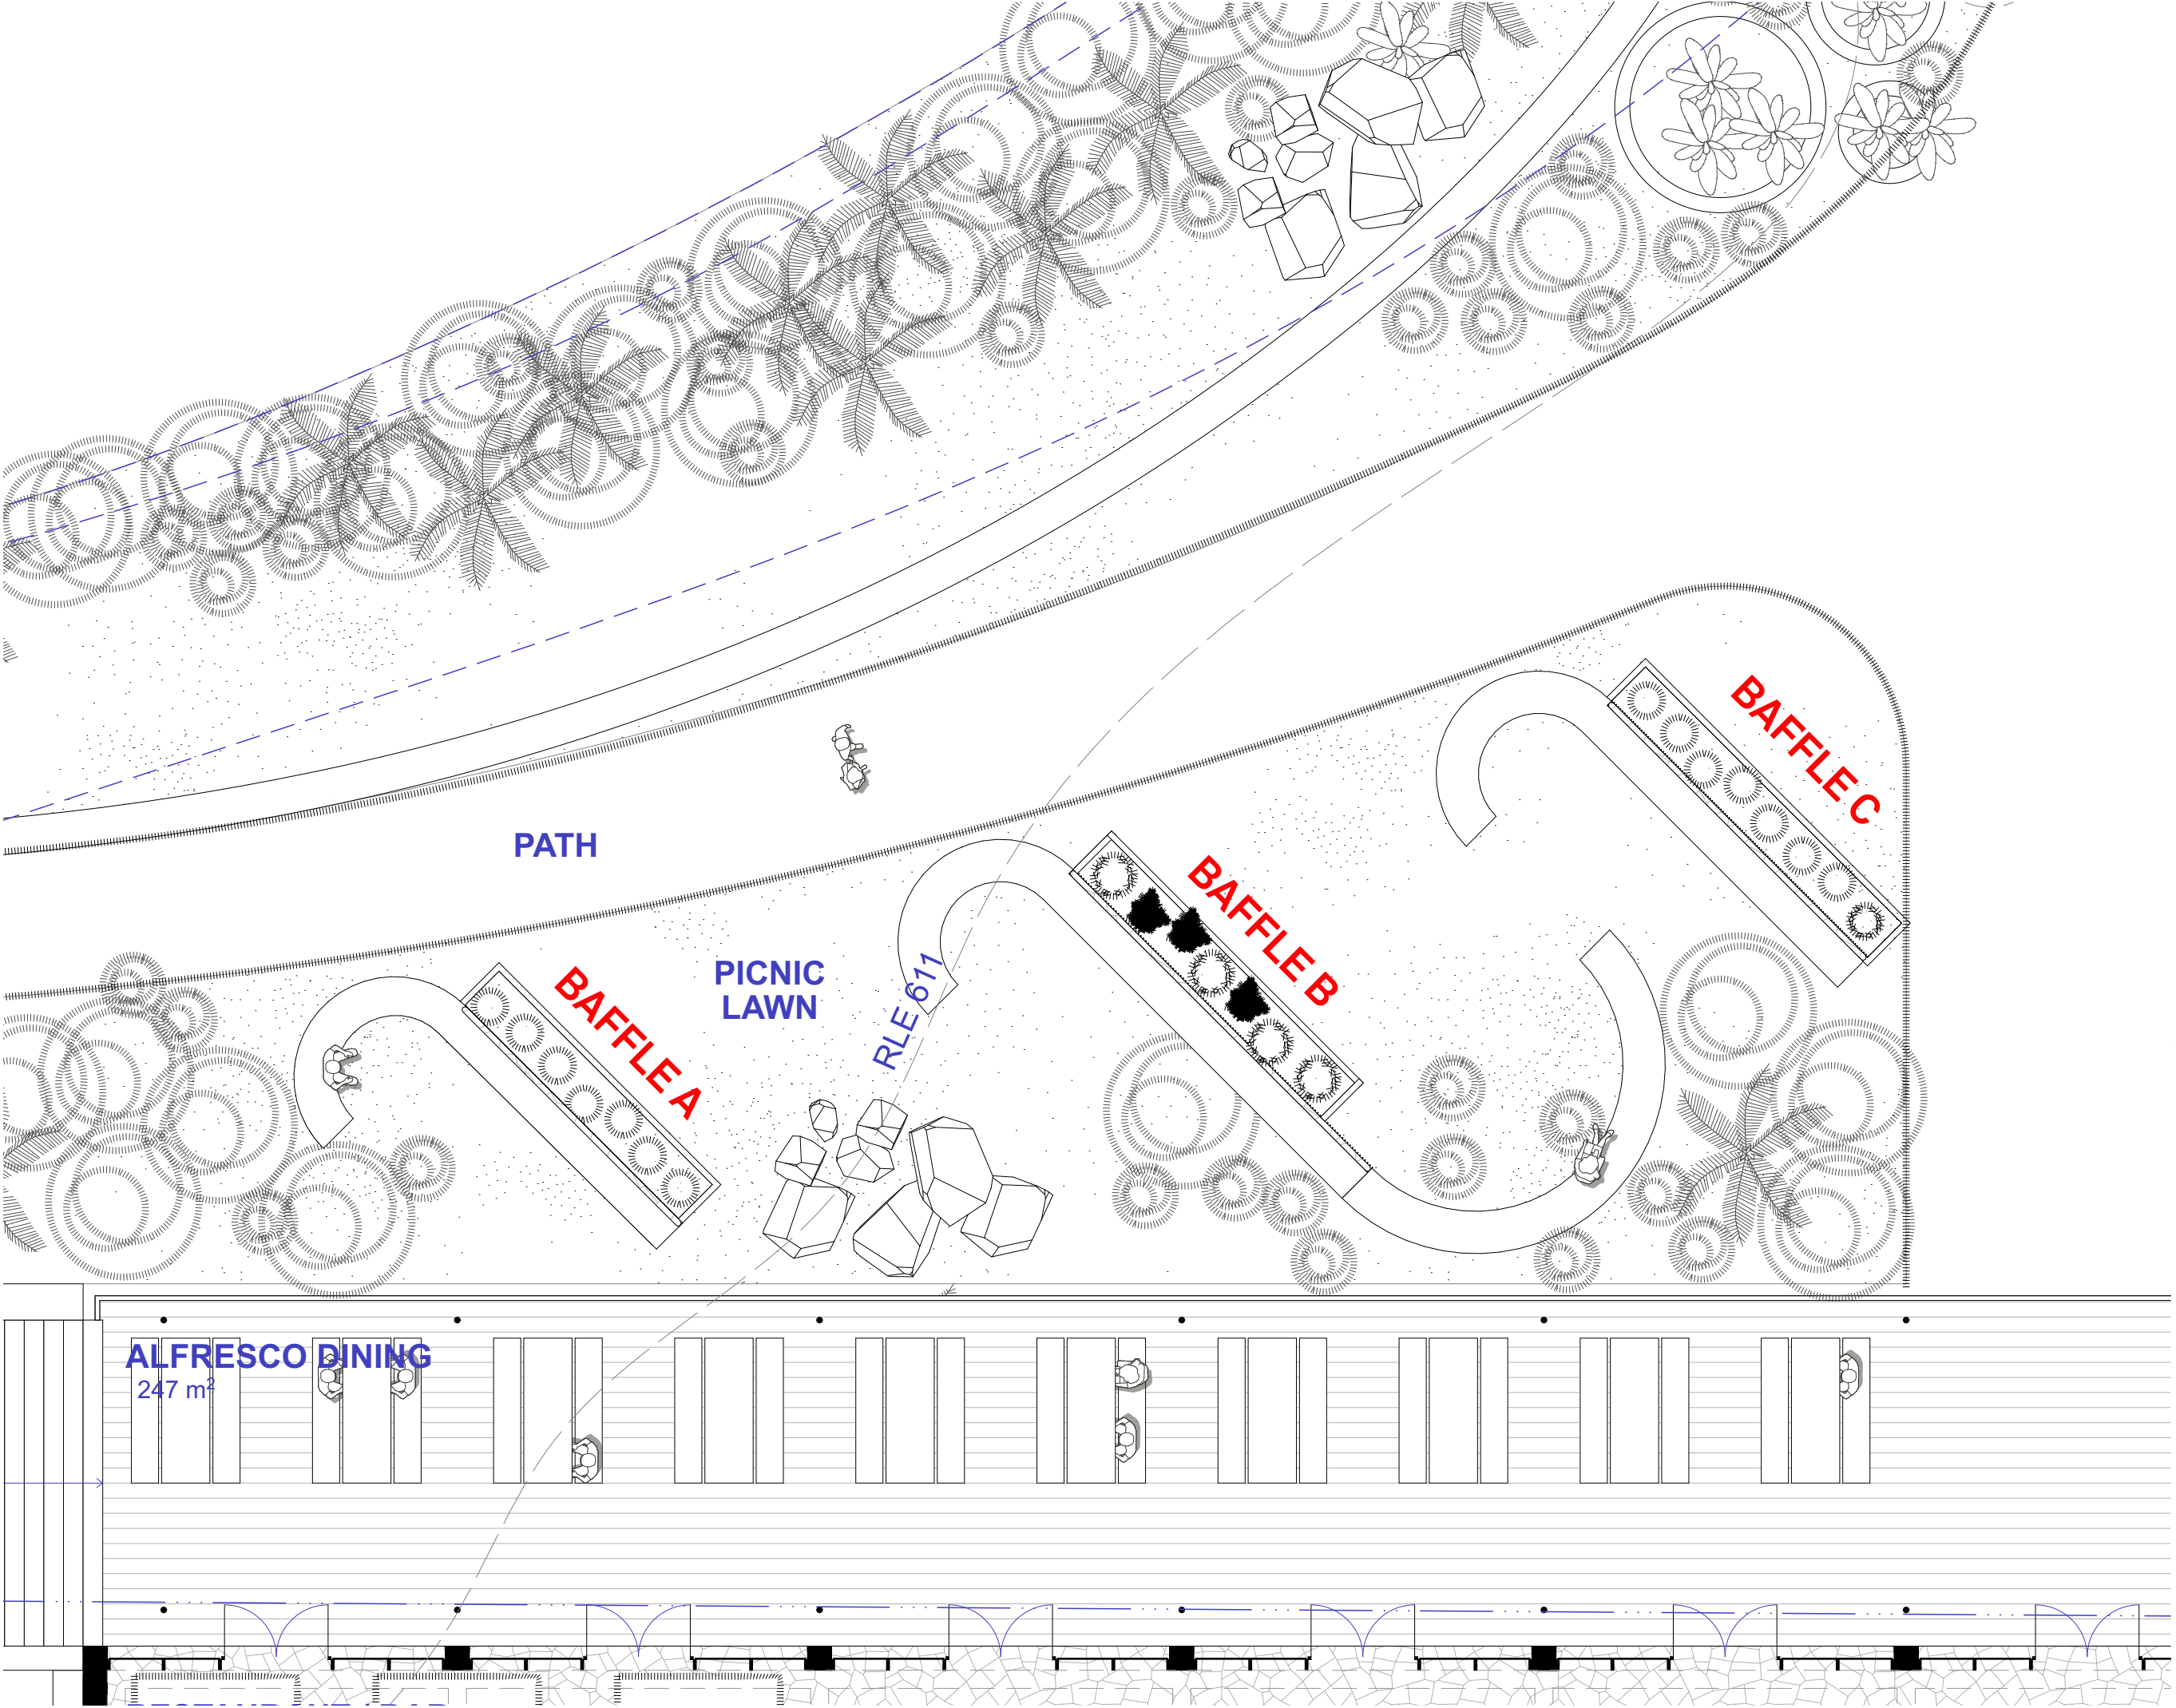 BAFFLE C
PATH
BAFFLE B
PICNIC
LAWN
BAFFLE A
RLE 611
ALFRESCO DINING
247 m²